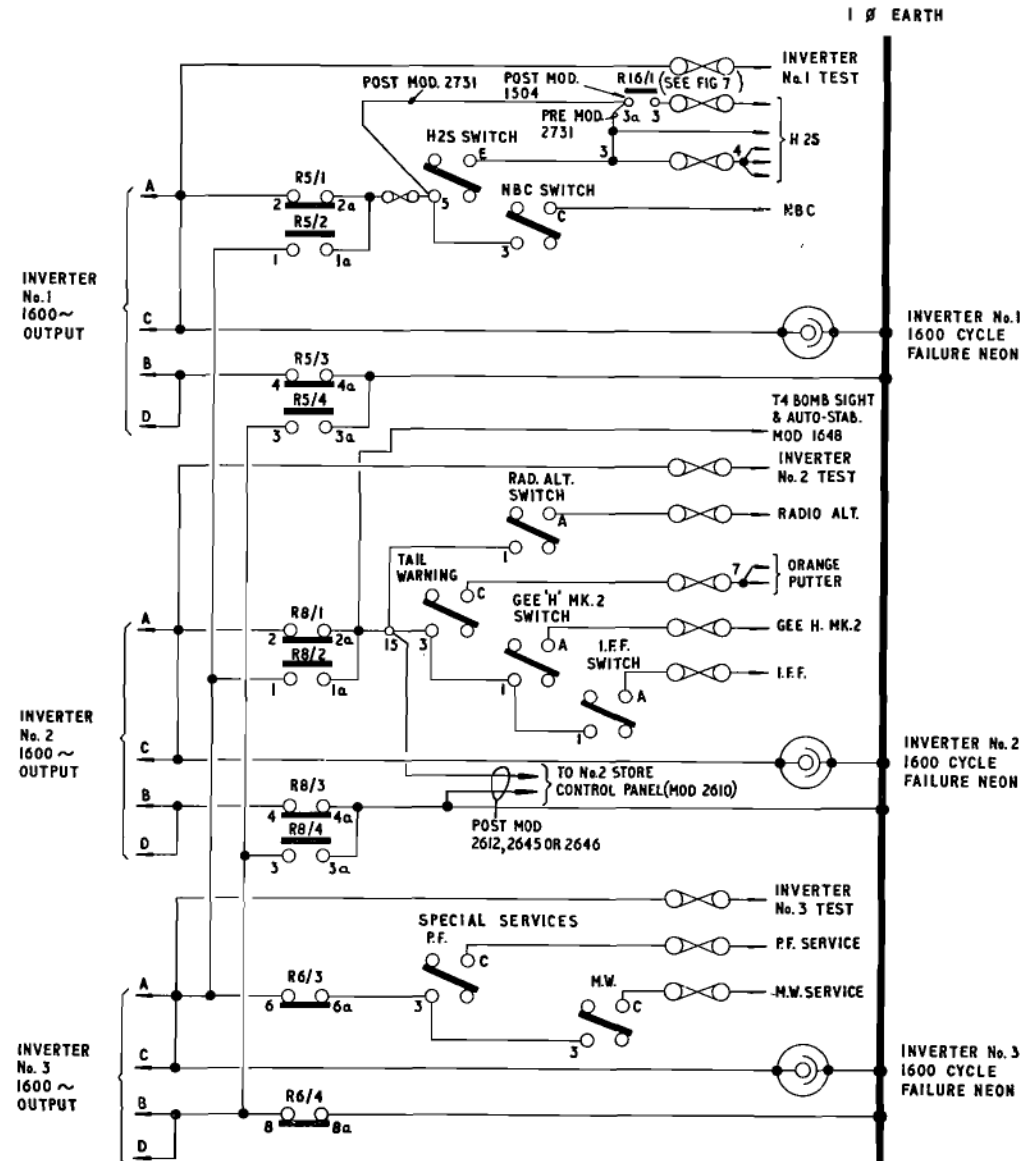 1 Ø EARTH
INVERTER
No.1 TEST
POST MOD. 2731
POST MOD.
1504
R16/1
(SEE FIG 7)
PRE MOD.
2731
3a 3
H2S
H2S SWITCH
E
3
4
A
R5/1
2 2a
5
NBC SWITCH
C
NBC
R5/2
1 1a
3
INVERTER
No.1
1600~
OUTPUT
C
INVERTER No.1
1600 CYCLE
FAILURE NEON
B
R5/3
4 4a
R5/4
D
3 3a
T4 BOMB SIGHT
& AUTO-STAB.
MOD 1648
INVERTER
No.2 TEST
RAD. ALT.
SWITCH
A
RADIO ALT.
1
TAIL
WARNING
C
7
ORANGE
PUTTER
GEE 'H' MK.2
SWITCH
A
GEE H. MK.2
A
R8/1
2 2a
15
3
I.F.F.
SWITCH
A
I.F.F.
R8/2
1 1a
1
1
INVERTER
No. 2
1600~
OUTPUT
C
INVERTER No.2
1600 CYCLE
FAILURE NEON
TO No.2 STORE
CONTROL PANEL(MOD 2610)
B
R8/3
4 4a
R8/4
D
3 3a
POST MOD
2612,2645 OR 2646
INVERTER
No.3 TEST
SPECIAL SERVICES
P.F.
C
P.F. SERVICE
A
R6/3
6 6a
3
M.W.
C
M.W.SERVICE
3
INVERTER
No. 3
1600~
OUTPUT
C
INVERTER No.3
1600 CYCLE
FAILURE NEON
B
R6/4
8 8a
D